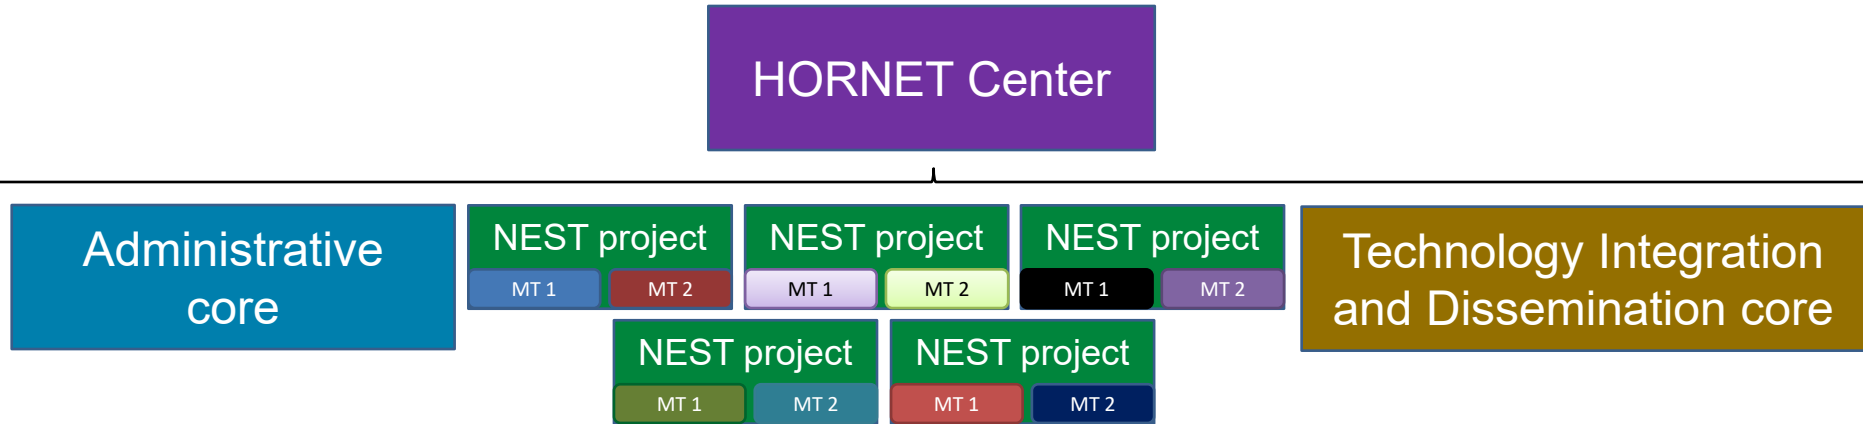 HORNET Center
Administrative
core
NEST project
MT 1
MT 2
NEST project
MT 1
MT 2
NEST project
MT 1
MT 2
NEST project
MT 1
MT 2
NEST project
MT 1
MT 2
Technology Integration
and Dissemination core